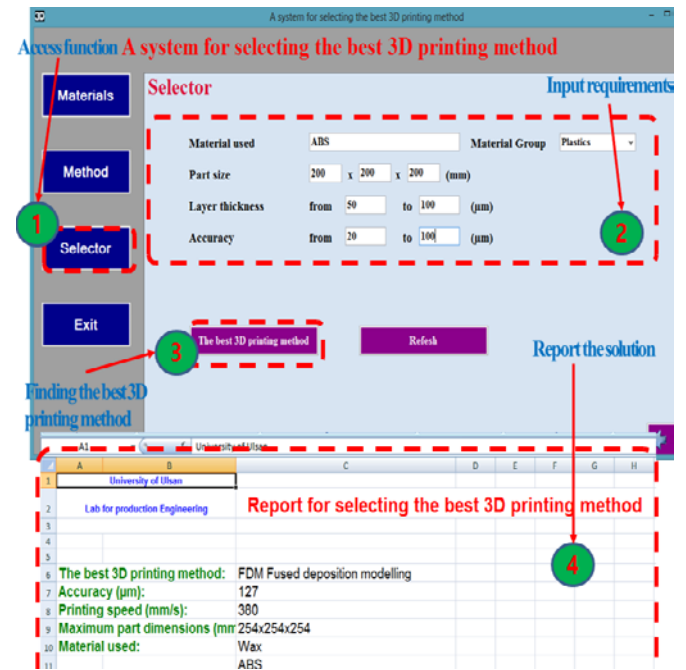 A system for selecting the best 3D printing method
Access function A system for selecting the best 3D printing method
Materials
Selector
Input requirements
Material used ABS Material Group Plastics
Method
Part size 200 x 200 x 200 (mm)
Layer thickness from 50 to 100 (µm)
1
2
Selector
Accuracy from 20 to 100 (µm)
Exit
3
The best 3D printing method
Refesh
Report the solution
Finding the best 3D
printing method
A1 University of Ulsan
A B C D E F G H
1 University of Ulsan
2 Lab for production Engineering Report for selecting the best 3D printing method
3
4
4
5
6 The best 3D printing method: FDM Fused deposition modelling
7 Accuracy (µm): 127
8 Printing speed (mm/s): 380
9 Maximum part dimensions (mm 254x254x254
10 Material used: Wax
11 ABS